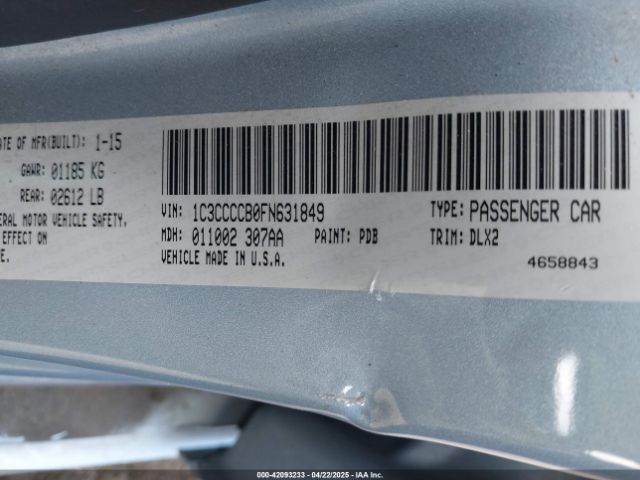 ATE OF MFR(BUILT): 1-15
GAWR: 01185 KG
REAR: 02612 LB
ERAL MOTOR VEHICLE SAFETY,
EFFECT ON
E.
VIN: 1C3CCCCB0FN631849 TYPE: PASSENGER CAR
MDH: 011002 307AA PAINT: PDB TRIM: DLX2
VEHICLE MADE IN U.S.A.
4658843
000-42093233 - 04/22/2025 - IAA Inc.